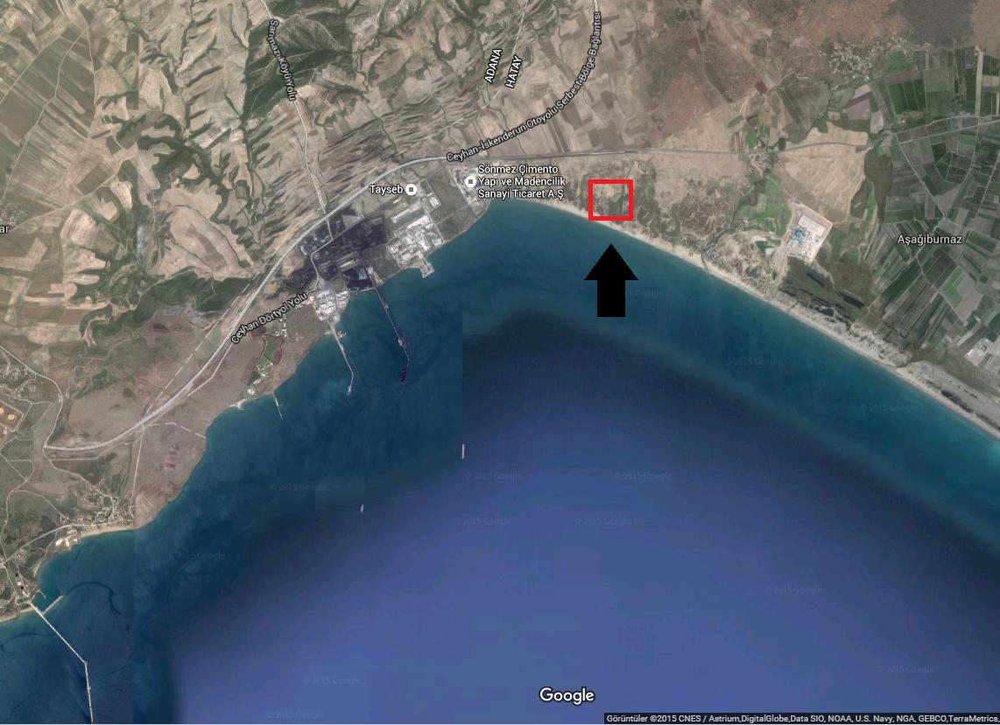 Sarımazı Köyü Yolu
ADANA
HATAY
Ceyhan-İskenderun Otoyolu Serbest Bölge Bağlantısı
Tayseb
Sönmez Çimento
Yapı ve Madencilik
Sanayi Ticaret A.Ş
ar
Aşağıburnaz
Ceyhan Dörtyol Yolu
© 2015 Google
© 2015 Google
© 2015 Google
© 2015 Google
© 2015 Google
© 2015 Google
© 2015 Google
© 2015 Google
© 2015 Google
© 2015 Google
© 2015 Google
© 2015 Google
Google
Görüntüler ©2015 CNES / Astrium,DigitalGlobe,Data SIO, NOAA, U.S. Navy, NGA, GEBCO,TerraMetrics,